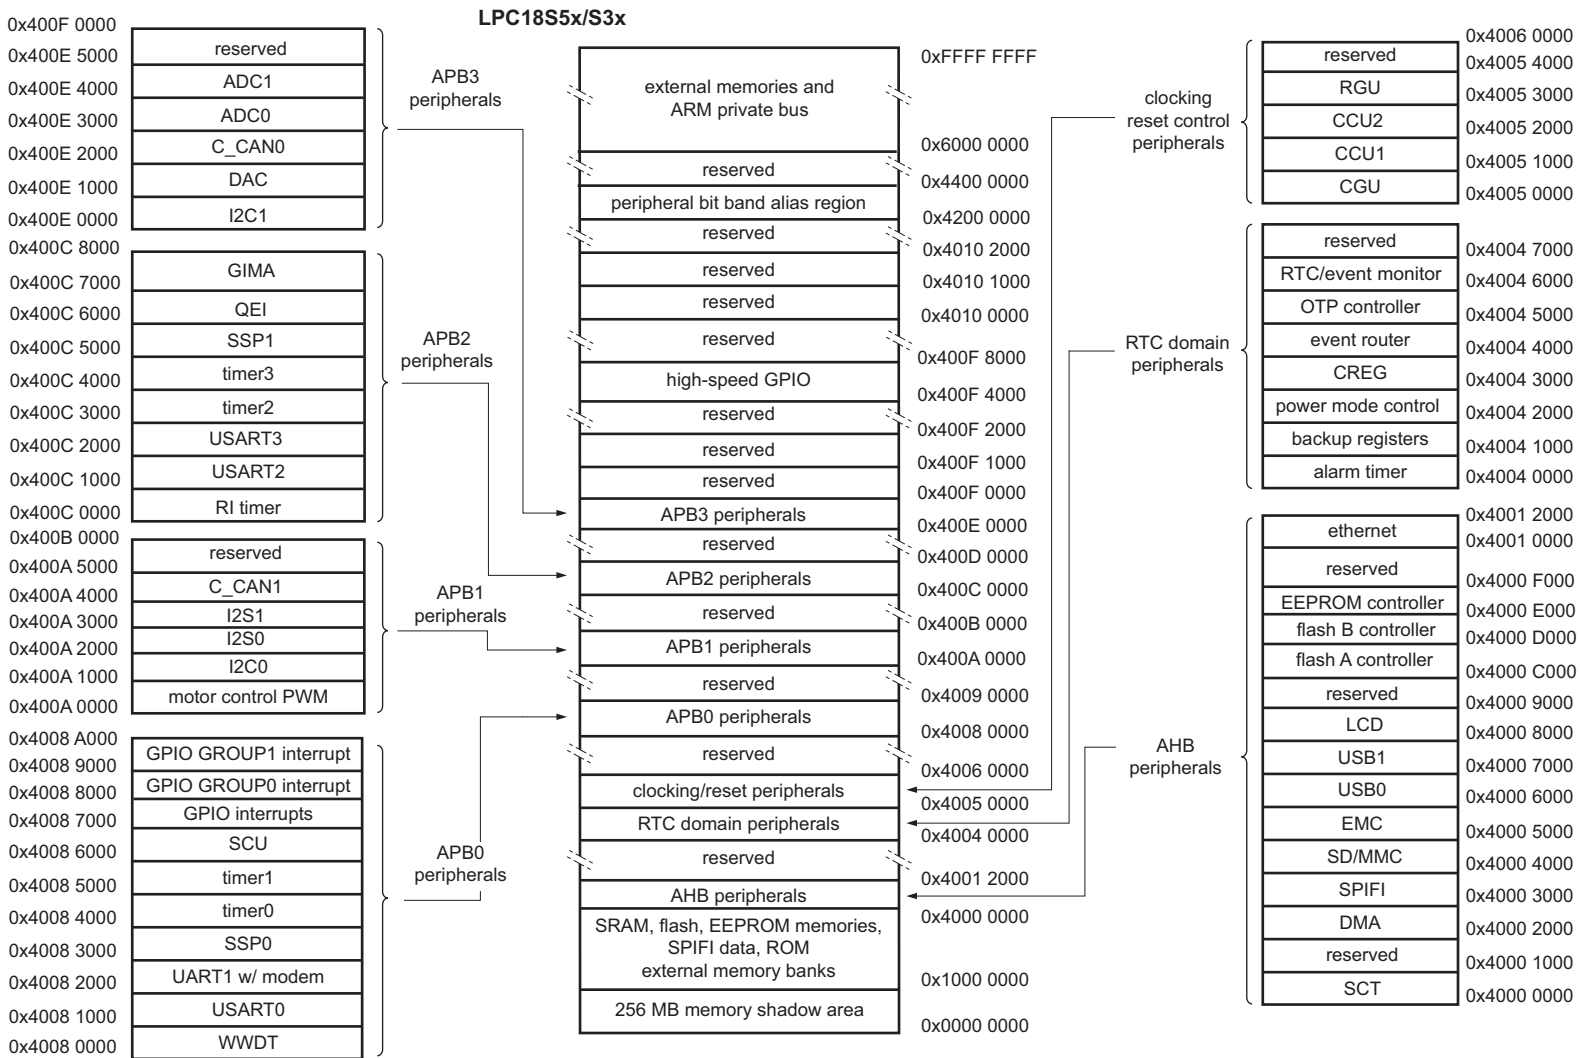 LPC18S5x/S3x
0x400F 0000
reserved
0x400E 5000
ADC1
0x400E 4000
ADC0
0x400E 3000
C_CAN0
0x400E 2000
DAC
0x400E 1000
I2C1
0x400E 0000
APB3
peripherals
0x400C 8000
GIMA
0x400C 7000
QEI
0x400C 6000
SSP1
0x400C 5000
timer3
0x400C 4000
timer2
0x400C 3000
USART3
0x400C 2000
USART2
0x400C 1000
RI timer
0x400C 0000
APB2
peripherals
0x400B 0000
reserved
0x400A 5000
C_CAN1
0x400A 4000
I2S1
0x400A 3000
I2S0
0x400A 2000
I2C0
0x400A 1000
motor control PWM
0x400A 0000
APB1
peripherals
0x4008 A000
GPIO GROUP1 interrupt
0x4008 9000
GPIO GROUP0 interrupt
0x4008 8000
GPIO interrupts
0x4008 7000
SCU
0x4008 6000
timer1
0x4008 5000
timer0
0x4008 4000
SSP0
0x4008 3000
UART1 w/ modem
0x4008 2000
USART0
0x4008 1000
WWDT
0x4008 0000
APB0
peripherals
0xFFFF FFFF
external memories and
ARM private bus
0x6000 0000
reserved
0x4400 0000
peripheral bit band alias region
0x4200 0000
reserved
0x4010 2000
reserved
0x4010 1000
reserved
0x4010 0000
reserved
0x400F 8000
high-speed GPIO
0x400F 4000
reserved
0x400F 2000
reserved
0x400F 1000
reserved
0x400F 0000
APB3 peripherals
0x400E 0000
reserved
0x400D 0000
APB2 peripherals
0x400C 0000
reserved
0x400B 0000
APB1 peripherals
0x400A 0000
reserved
0x4009 0000
APB0 peripherals
0x4008 0000
reserved
0x4006 0000
clocking/reset peripherals
0x4005 0000
RTC domain peripherals
0x4004 0000
reserved
0x4001 2000
AHB peripherals
0x4000 0000
SRAM, flash, EEPROM memories,
SPIFI data, ROM
external memory banks
0x1000 0000
256 MB memory shadow area
0x0000 0000
clocking
reset control
peripherals
0x4006 0000
reserved
0x4005 4000
RGU
0x4005 3000
CCU2
0x4005 2000
CCU1
0x4005 1000
CGU
0x4005 0000
RTC domain
peripherals
reserved
0x4004 7000
RTC/event monitor
0x4004 6000
OTP controller
0x4004 5000
event router
0x4004 4000
CREG
0x4004 3000
power mode control
0x4004 2000
backup registers
0x4004 1000
alarm timer
0x4004 0000
AHB
peripherals
0x4001 2000
ethernet
0x4001 0000
reserved
0x4000 F000
EEPROM controller
0x4000 E000
flash B controller
0x4000 D000
flash A controller
0x4000 C000
reserved
0x4000 9000
LCD
0x4000 8000
USB1
0x4000 7000
USB0
0x4000 6000
EMC
0x4000 5000
SD/MMC
0x4000 4000
SPIFI
0x4000 3000
DMA
0x4000 2000
reserved
0x4000 1000
SCT
0x4000 0000